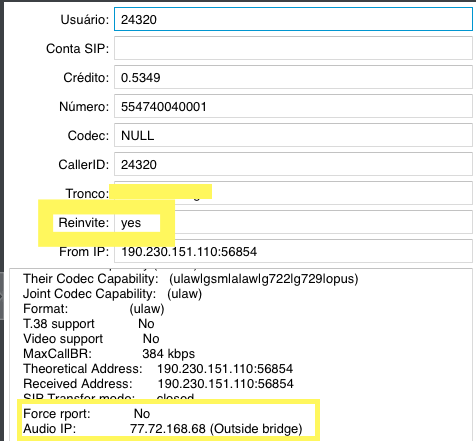 Usuário: 24320
Conta SIP:
Crédito: 0.5349
Número: 554740040001
Codec: NULL
CallerID: 24320
Tronco:
Reinvite: yes
From IP: 190.230.151.110:56854
Their Codec Capability: (ulawlgsmlalawlg722lg729lopus)
Joint Codec Capability: (ulaw)
Format: (ulaw)
T.38 support No
Video support No
MaxCallBR: 384 kbps
Theoretical Address: 190.230.151.110:56854
Received Address: 190.230.151.110:56854
SIP Transfer mode: closed
Force rport: No
Audio IP: 77.72.168.68 (Outside bridge)